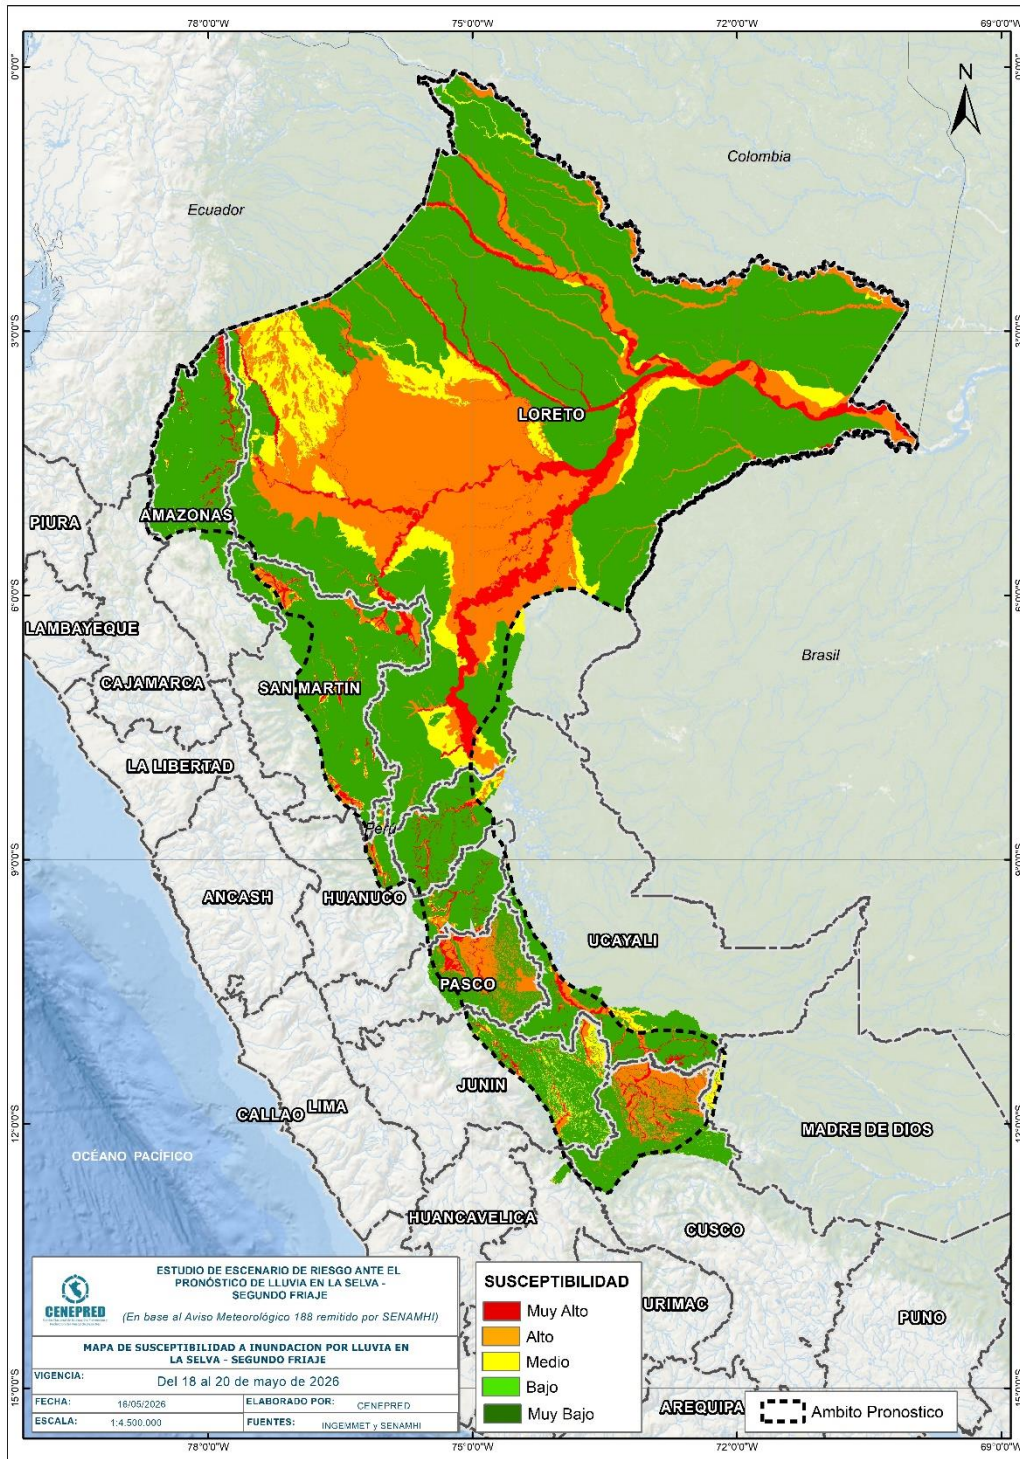 78°0'0"W
75°0'0"W
72°0'0"W
69°0'0"W
0°0'0"
0°0'0"
N
Colombia
Ecuador
3°0'0"S
3°0'0"S
LORETO
AMAZONAS
PIURA
6°0'0"S
6°0'0"S
LAMBAYEQUE
Brasil
CAJAMARCA
SAN MARTIN
LA LIBERTAD
Perú
9°0'0"S
9°0'0"S
ANCASH
HUANUCO
UCAYALI
PASCO
JUNIN
LIMA
CALLAO
12°0'0"S
12°0'0"S
MADRE DE DIOS
OCÉANO PACÍFICO
HUANCAVELICA
CUSCO
URIMAC
PUNO
AREQUIPA
15°0'0"S
15°0'0"S
CENEPRED
ESTUDIO DE ESCENARIO DE RIESGO ANTE EL
PRONÓSTICO DE LLUVIA EN LA SELVA -
SEGUNDO FRIAJE
(En base al Aviso Meteorológico 188 remitido por SENAMHI)
MAPA DE SUSCEPTIBILIDAD A INUNDACION POR LLUVIA EN
LA SELVA - SEGUNDO FRIAJE
VIGENCIA: Del 18 al 20 de mayo de 2026
FECHA: 16/05/2026 ELABORADO POR: CENEPRED
ESCALA: 1:4.500.000 FUENTES: INGEMMET y SENAMHI
SUSCEPTIBILIDAD
Muy Alto
Alto
Medio
Bajo
Muy Bajo
Ambito Pronostico
78°0'0"W
75°0'0"W
72°0'0"W
69°0'0"W